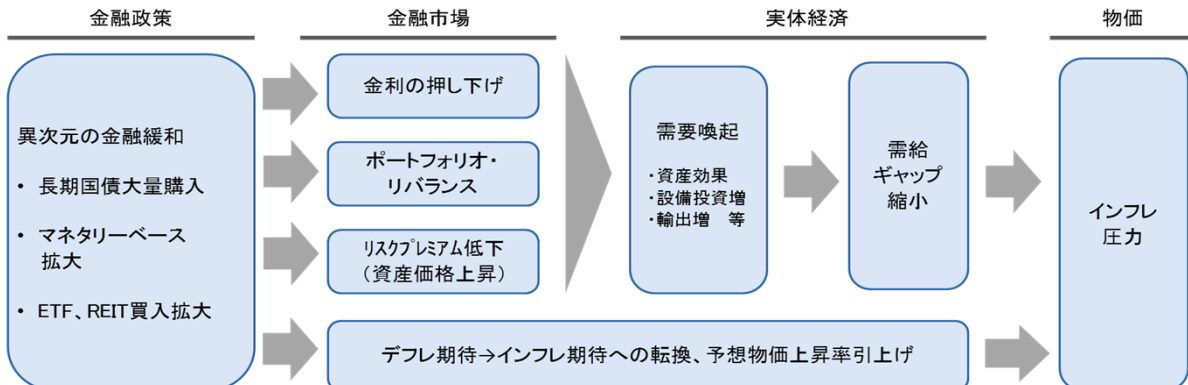 金融政策
金融市場
実体経済
物価
異次元の金融緩和
• 長期国債大量購入
• マネタリーベース
拡大
• ETF、REIT買入拡大
金利の押し下げ
ポートフォリオ・
リバランス
リスクプレミアム低下
(資産価格上昇)
需要喚起
・資産効果
・設備投資増
・輸出増 等
需給
ギャップ
縮小
デフレ期待→インフレ期待への転換、予想物価上昇率引上げ
インフレ
圧力